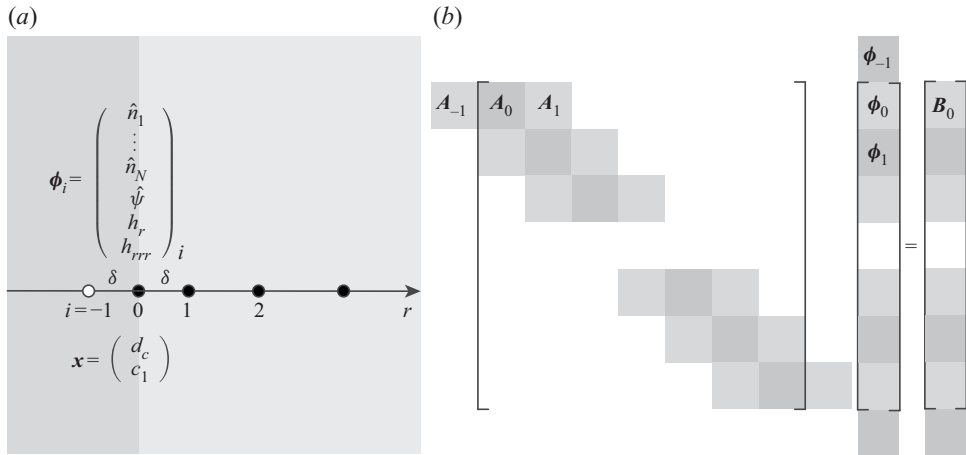 (a)
ϕ_i = ( n̂_1
⋮
n̂_N
ψ̂
h_r
h_rrr )_i
δ δ
i = −1 0 1 2 r
x = ( d_c
c_1 )
(b)
ϕ_−1
A_−1 A_0 A_1 ϕ_0 B_0
ϕ_1
=